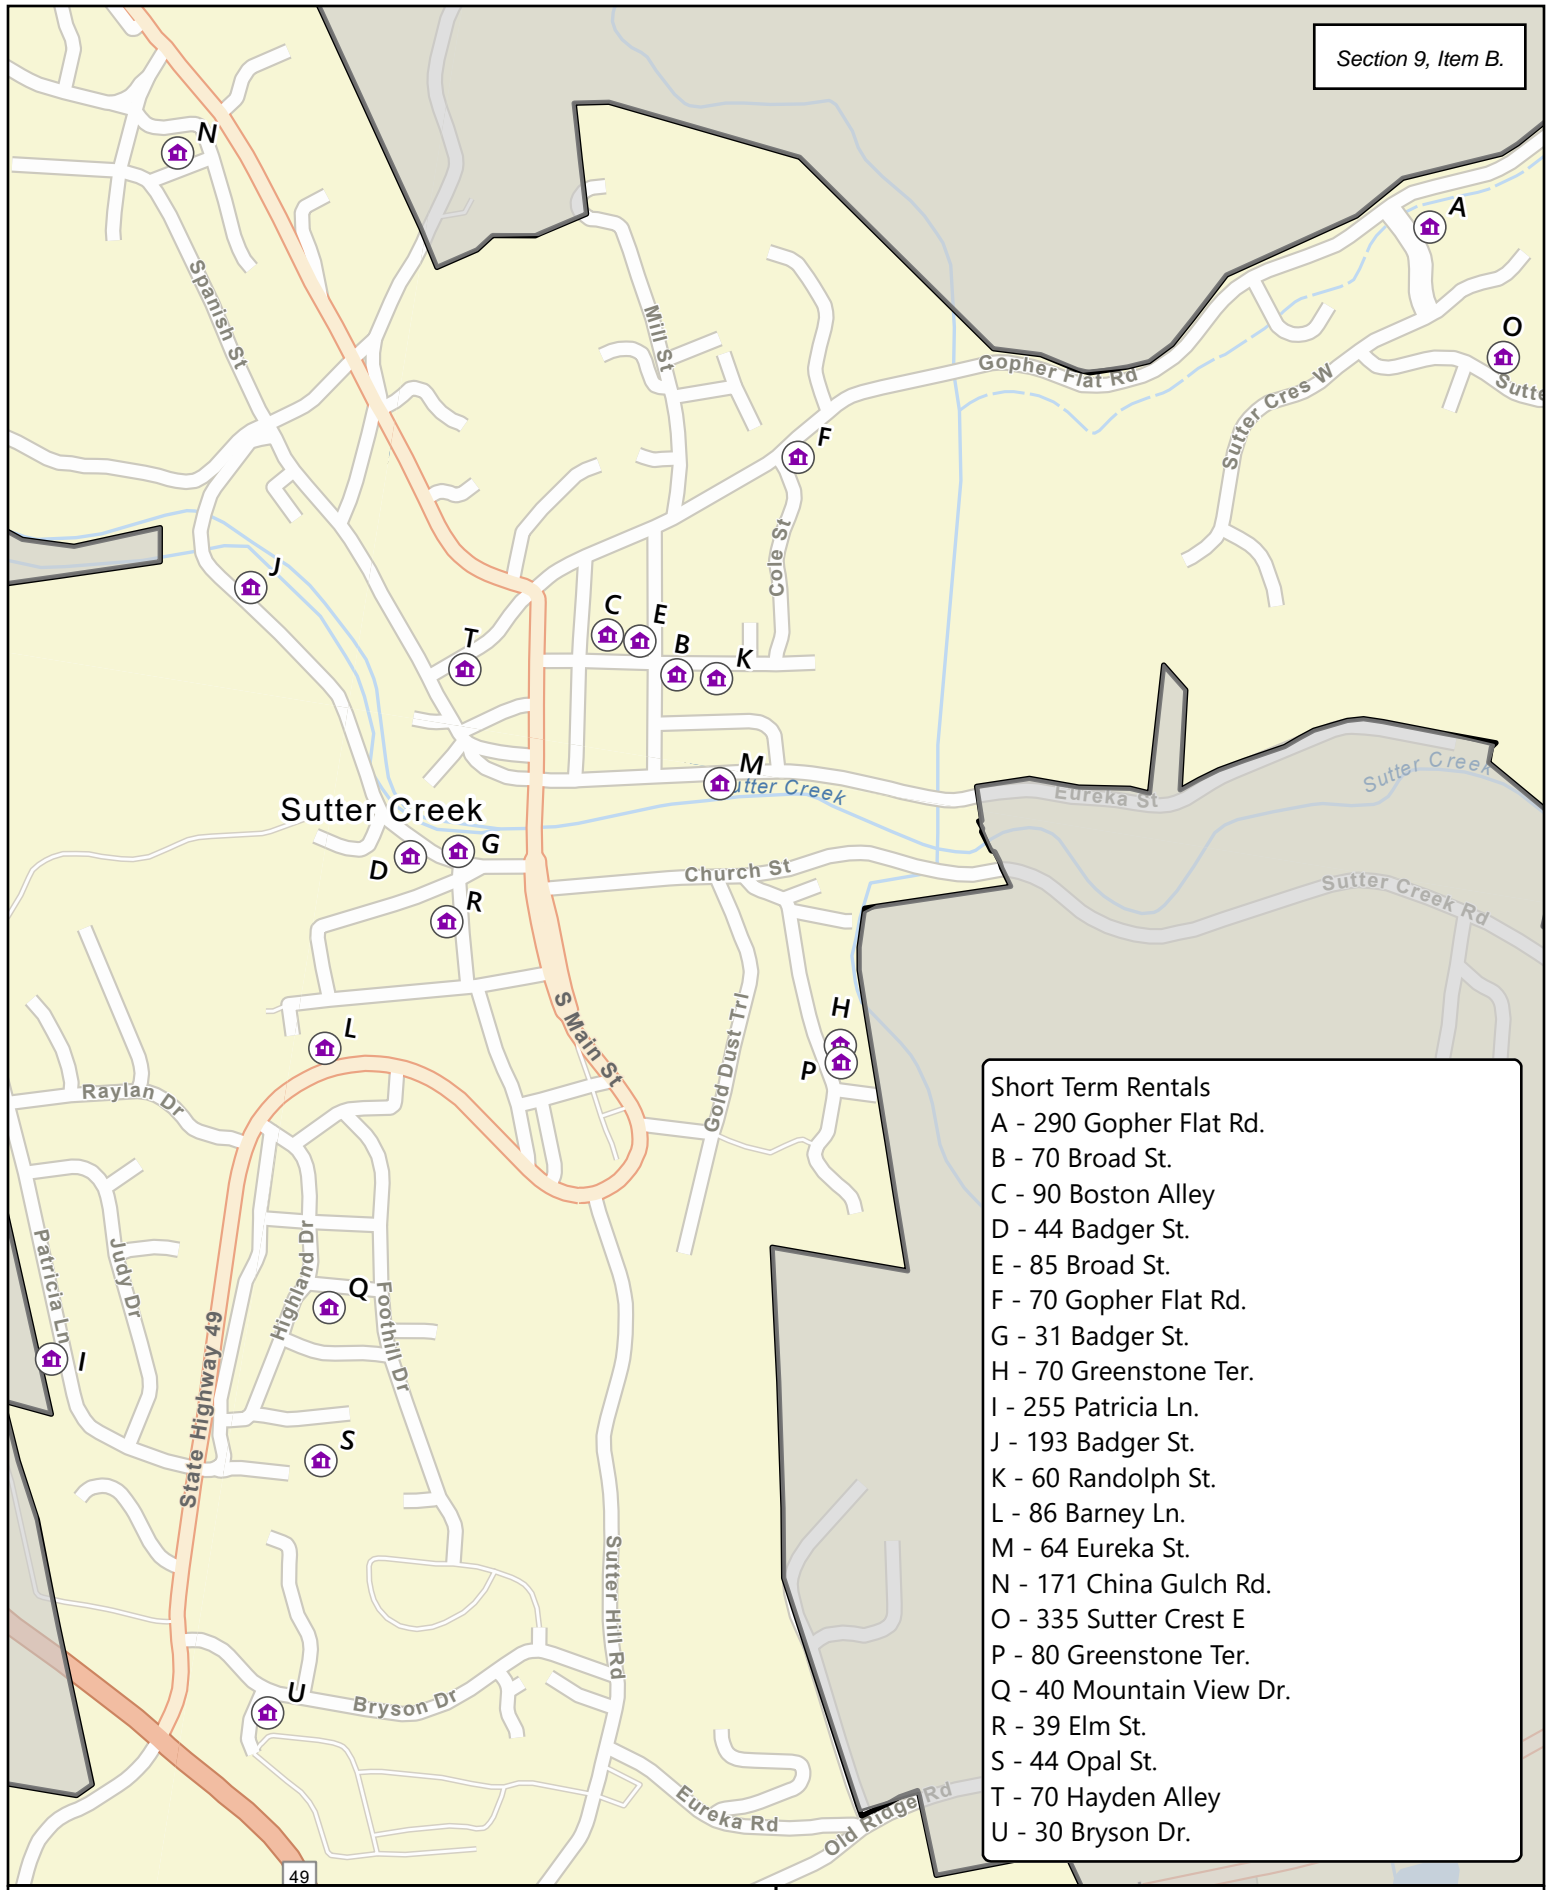 Section 9, Item B.
N
A
Spanish St
Mill St
O
Gopher Flat Rd
Sutter Cres W
Sutte
F
Cole St
J
C
E
T
B
K
M
utter Creek
Sutter Creek
Eureka St
Sutter Creek
G
D
Church St
Sutter Creek Rd
R
S Main St
Gold Dust Trl
H
L
P
Raylan Dr
Patricia Ln
Judy Dr
Highland Dr
Q
Foothill Dr
I
State Highway 49
S
Sutter Hill Rd
U
Bryson Dr
Eureka Rd
Old Ridge Rd
49
Short Term Rentals
A - 290 Gopher Flat Rd.
B - 70 Broad St.
C - 90 Boston Alley
D - 44 Badger St.
E - 85 Broad St.
F - 70 Gopher Flat Rd.
G - 31 Badger St.
H - 70 Greenstone Ter.
I - 255 Patricia Ln.
J - 193 Badger St.
K - 60 Randolph St.
L - 86 Barney Ln.
M - 64 Eureka St.
N - 171 China Gulch Rd.
O - 335 Sutter Crest E
P - 80 Greenstone Ter.
Q - 40 Mountain View Dr.
R - 39 Elm St.
S - 44 Opal St.
T - 70 Hayden Alley
U - 30 Bryson Dr.